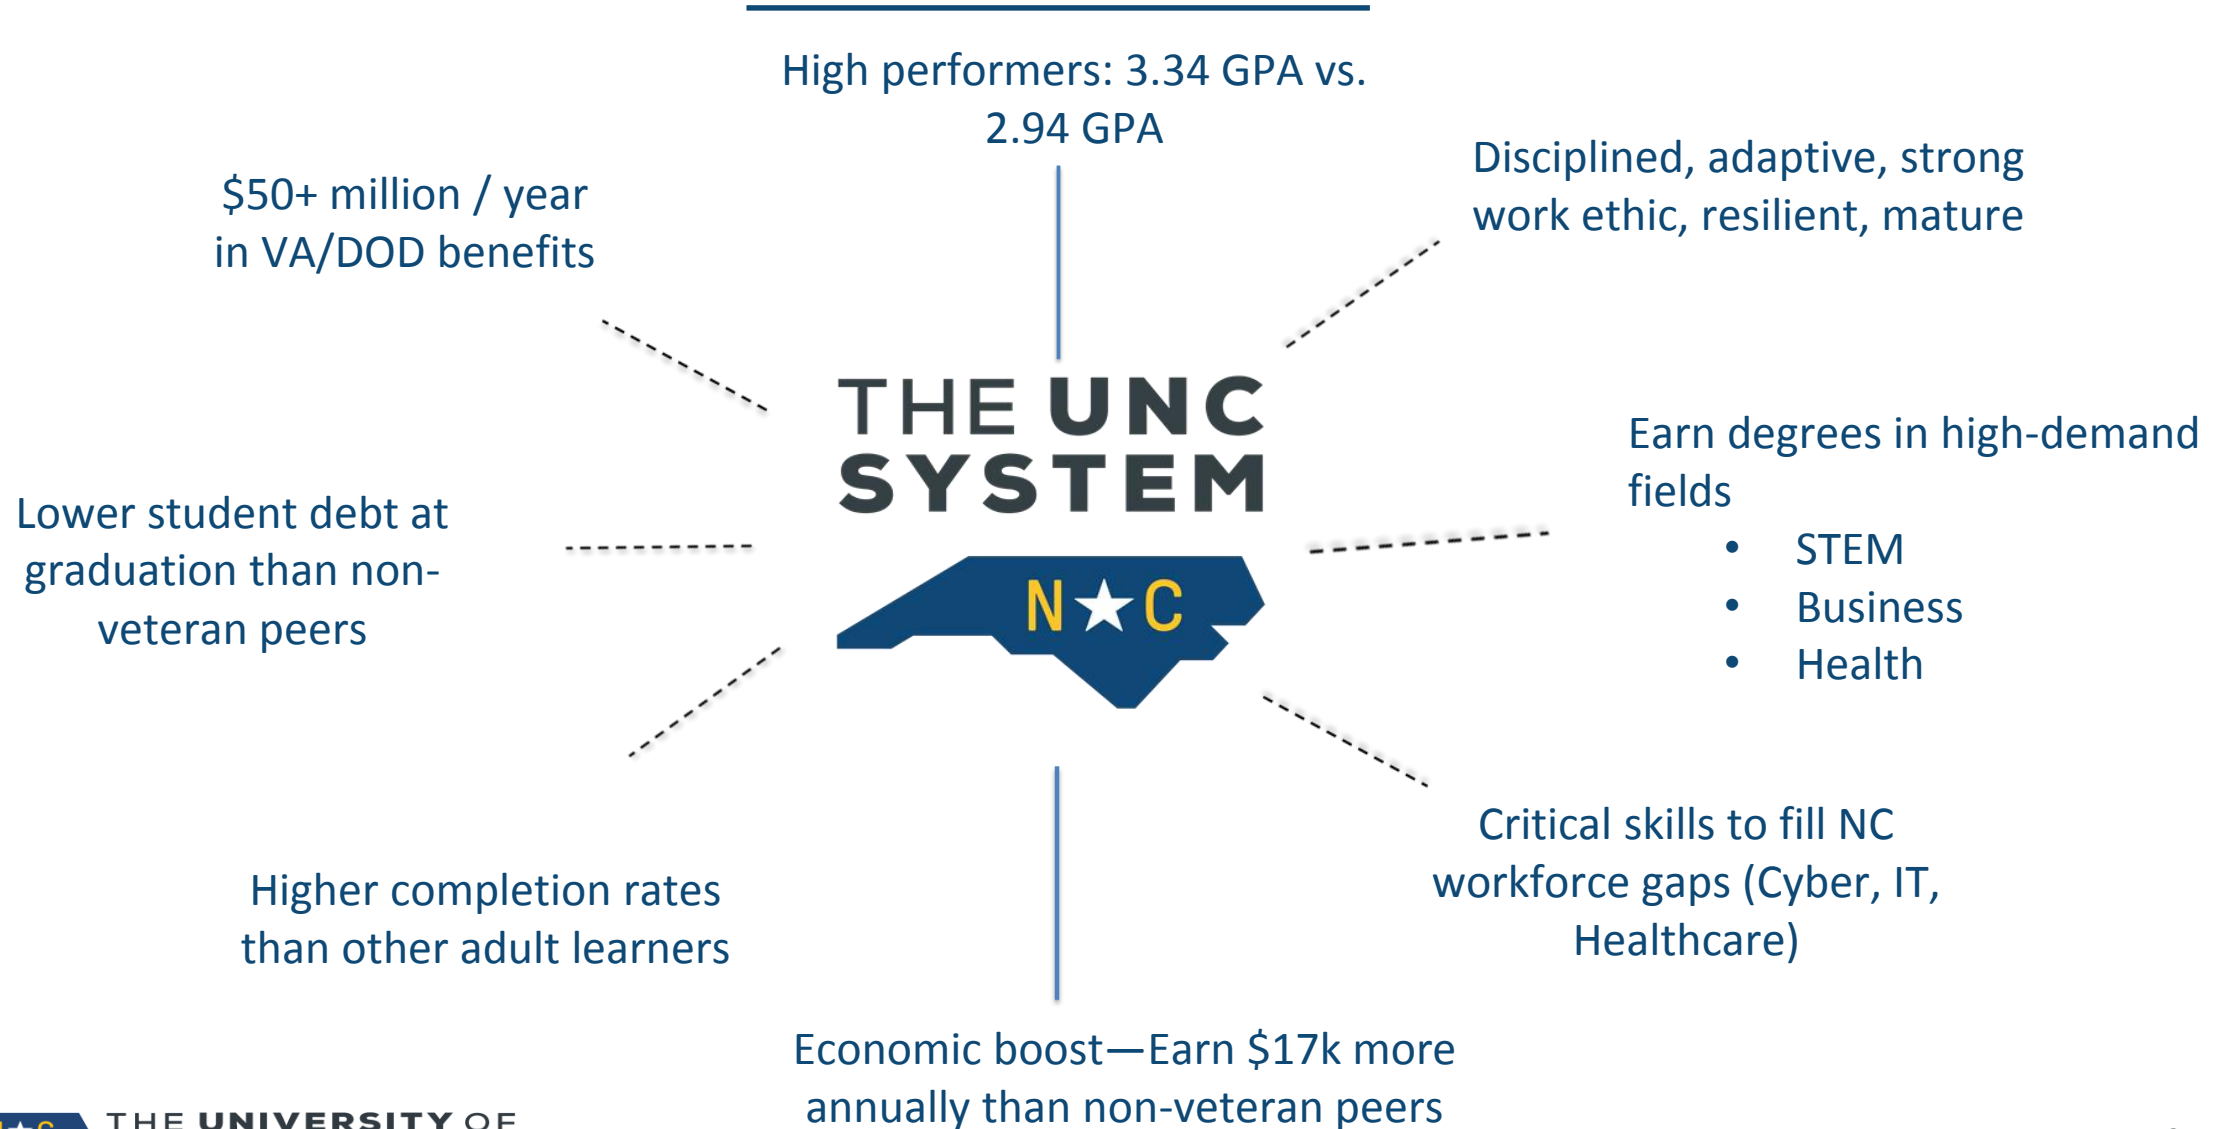 High performers: 3.34 GPA vs.
2.94 GPA
$50+ million / year
in VA/DOD benefits
Disciplined, adaptive, strong
work ethic, resilient, mature
THE UNC
SYSTEM
N C
Lower student debt at
graduation than non-
veteran peers
Earn degrees in high-demand
fields
• STEM
• Business
• Health
Higher completion rates
than other adult learners
Critical skills to fill NC
workforce gaps (Cyber, IT,
Healthcare)
Economic boost—Earn $17k more
annually than non-veteran peers
THE UNIVERSITY OF